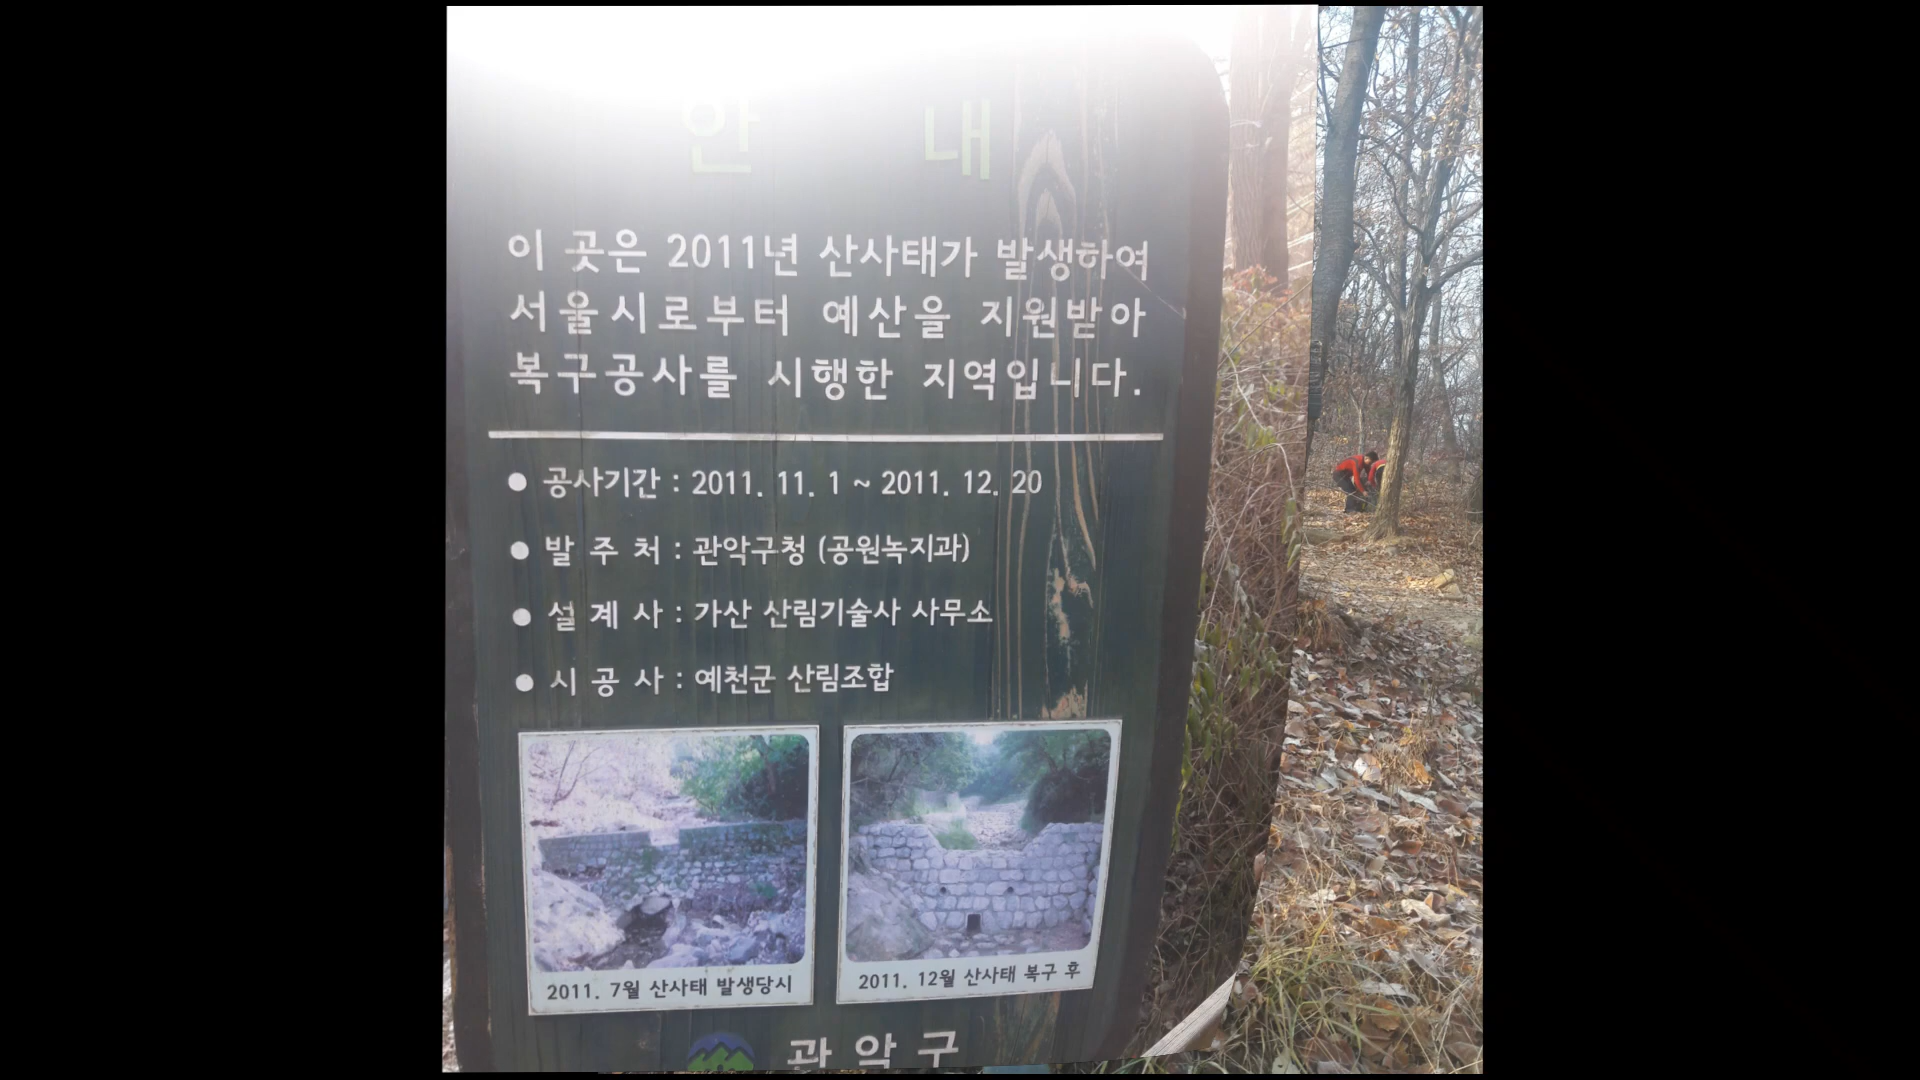 안 내
이 곳은 2011년 산사태가 발생하여
서울시로부터 예산을 지원받아
복구공사를 시행한 지역입니다.
● 공사기간 : 2011. 11. 1 ~ 2011. 12. 20
● 발 주 처 : 관악구청 (공원녹지과)
● 설 계 사 : 가산 산림기술사 사무소
● 시 공 사 : 예천군 산림조합
2011. 7월 산사태 발생당시
2011. 12월 산사태 복구 후
관악구